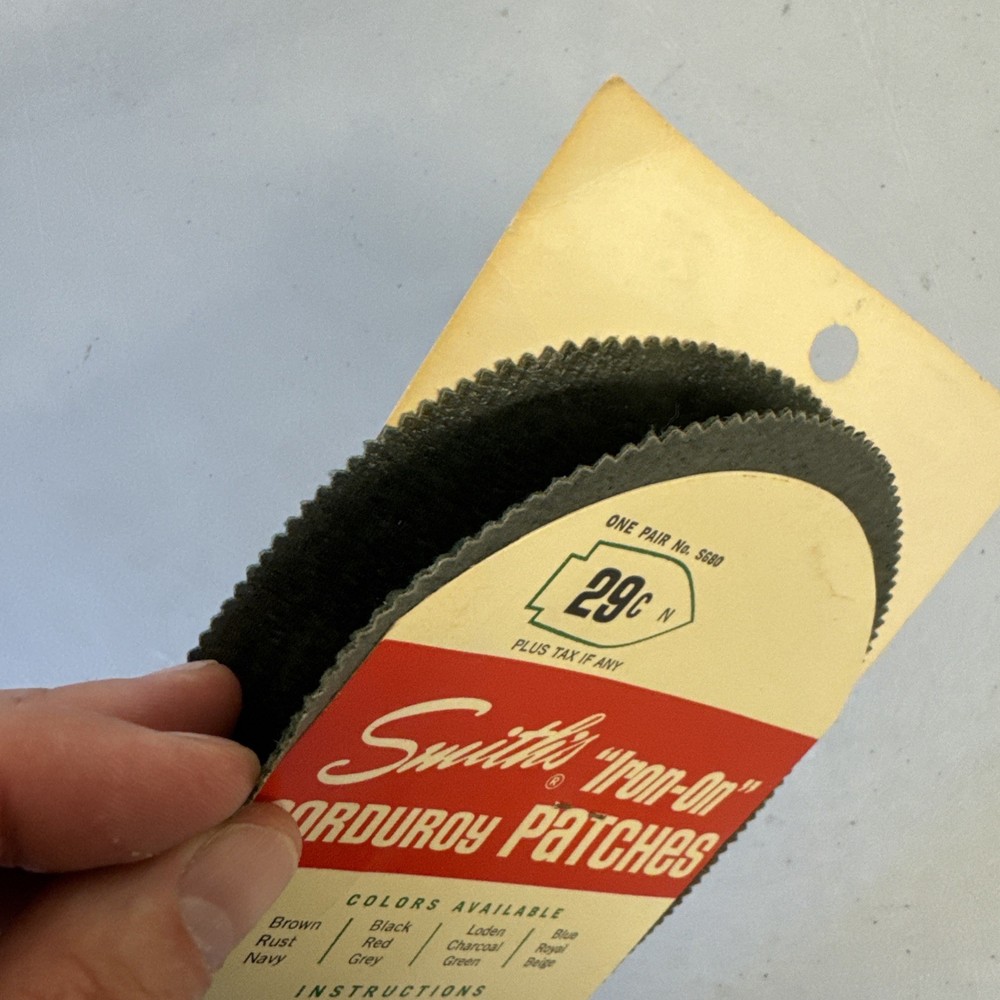 ONE PAIR No. S680
29¢ N
PLUS TAX IF ANY
Smith's ® "Iron-On"
CORDUROY PATCHES
COLORS AVAILABLE
Brown Black Loden Blue
Rust Red Charcoal Royal
Navy Grey Green Beige
INSTRUCTIONS